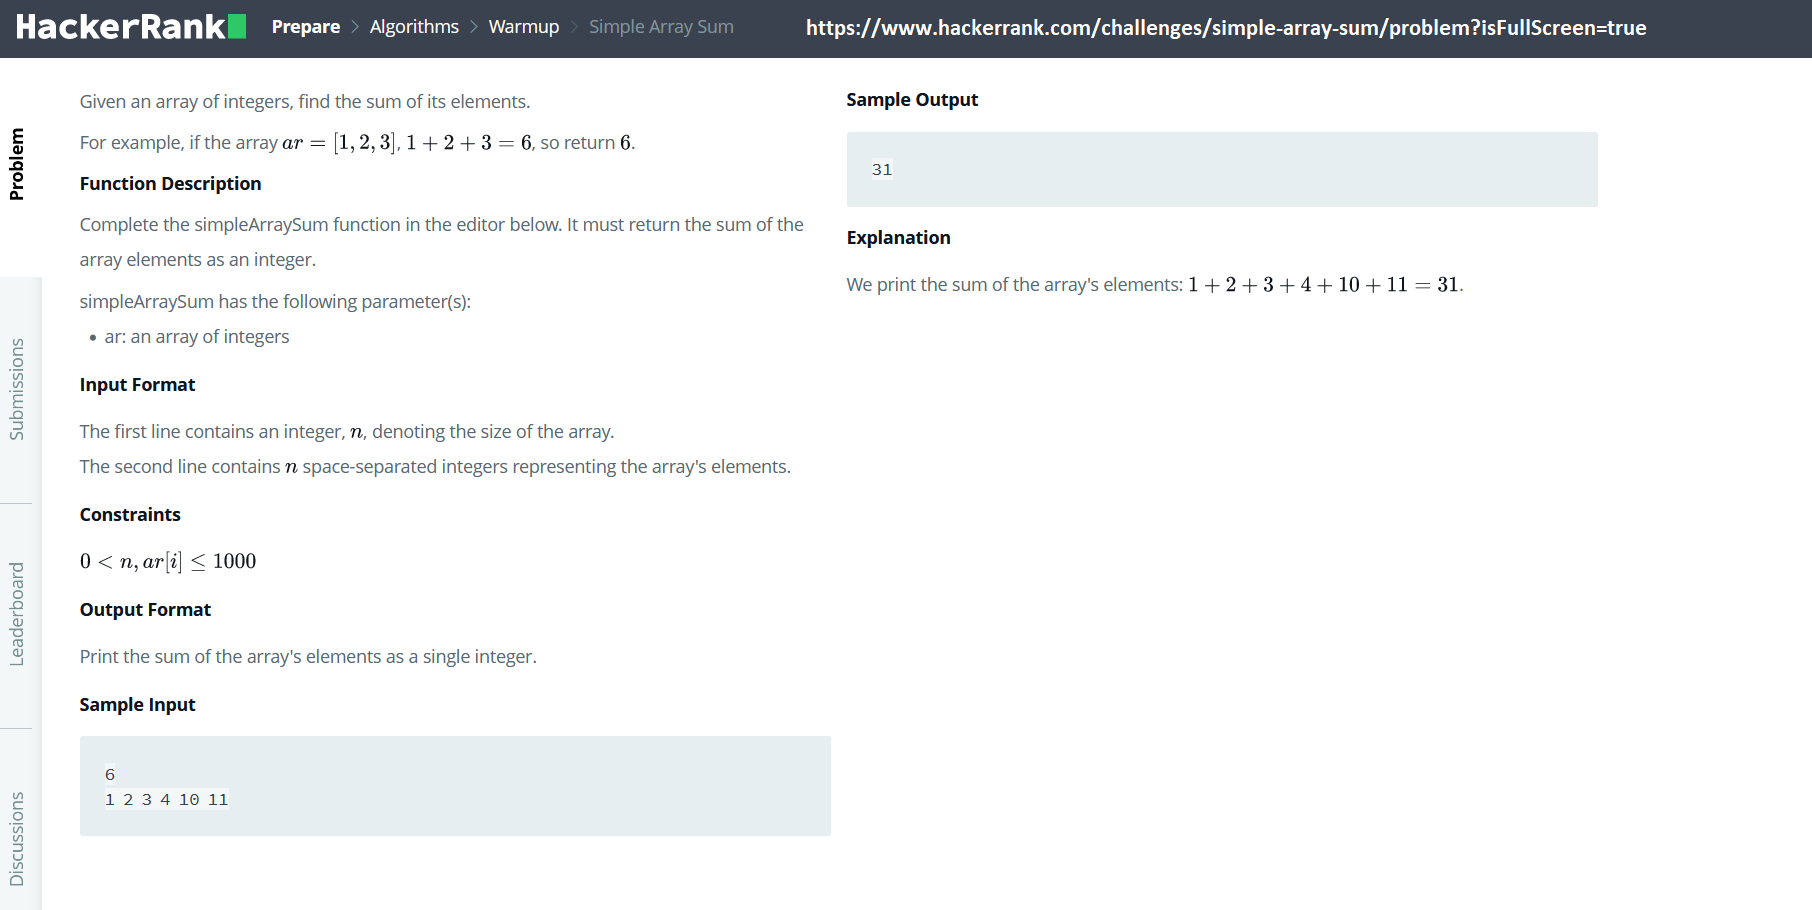 HackerRank
Prepare > Algorithms > Warmup > Simple Array Sum
https://www.hackerrank.com/challenges/simple-array-sum/problem?isFullScreen=true
Problem
Submissions
Leaderboard
Discussions
Given an array of integers, find the sum of its elements.
For example, if the array ar = [1, 2, 3], 1 + 2 + 3 = 6, so return 6.
Function Description
Complete the simpleArraySum function in the editor below. It must return the sum of the
array elements as an integer.
simpleArraySum has the following parameter(s):
• ar: an array of integers
Input Format
The first line contains an integer, n, denoting the size of the array.
The second line contains n space-separated integers representing the array's elements.
Constraints
0 < n, ar[i] ≤ 1000
Output Format
Print the sum of the array's elements as a single integer.
Sample Input
6
1 2 3 4 10 11
Sample Output
31
Explanation
We print the sum of the array's elements: 1 + 2 + 3 + 4 + 10 + 11 = 31.